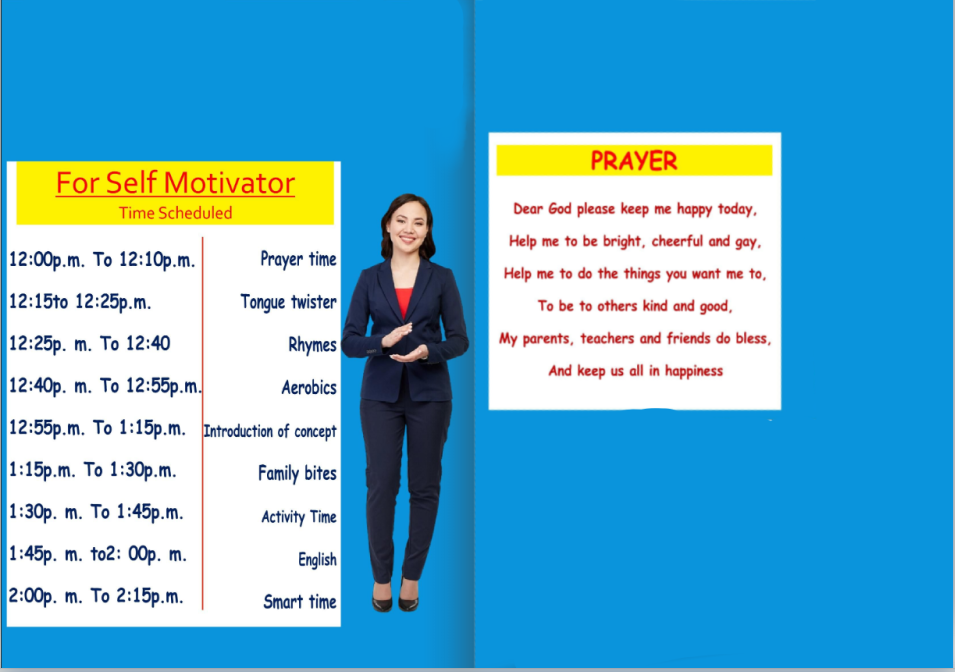 For Self Motivator
Time Scheduled
12:00p.m. To 12:10p.m. Prayer time
12:15to 12:25p.m. Tongue twister
12:25p. m. To 12:40 Rhymes
12:40p. m. To 12:55p.m. Aerobics
12:55p.m. To 1:15p.m. Introduction of concept
1:15p.m. To 1:30p.m. Family bites
1:30p. m. To 1:45p.m. Activity Time
1:45p. m. to2: 00p. m. English
2:00p. m. To 2:15p.m. Smart time
PRAYER
Dear God please keep me happy today,
Help me to be bright, cheerful and gay,
Help me to do the things you want me to,
To be to others kind and good,
My parents, teachers and friends do bless,
And keep us all in happiness